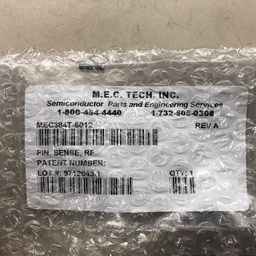 M.E.C. TECH. INC.
Semiconductor Parts and Engineering Services
1-800-454-4440 1-732-505-0308
MEC384T-6012 REV A
PIN, SENSE, RF
PATENT NUMBER:
LOT #: 9712043-1 QTY: 1